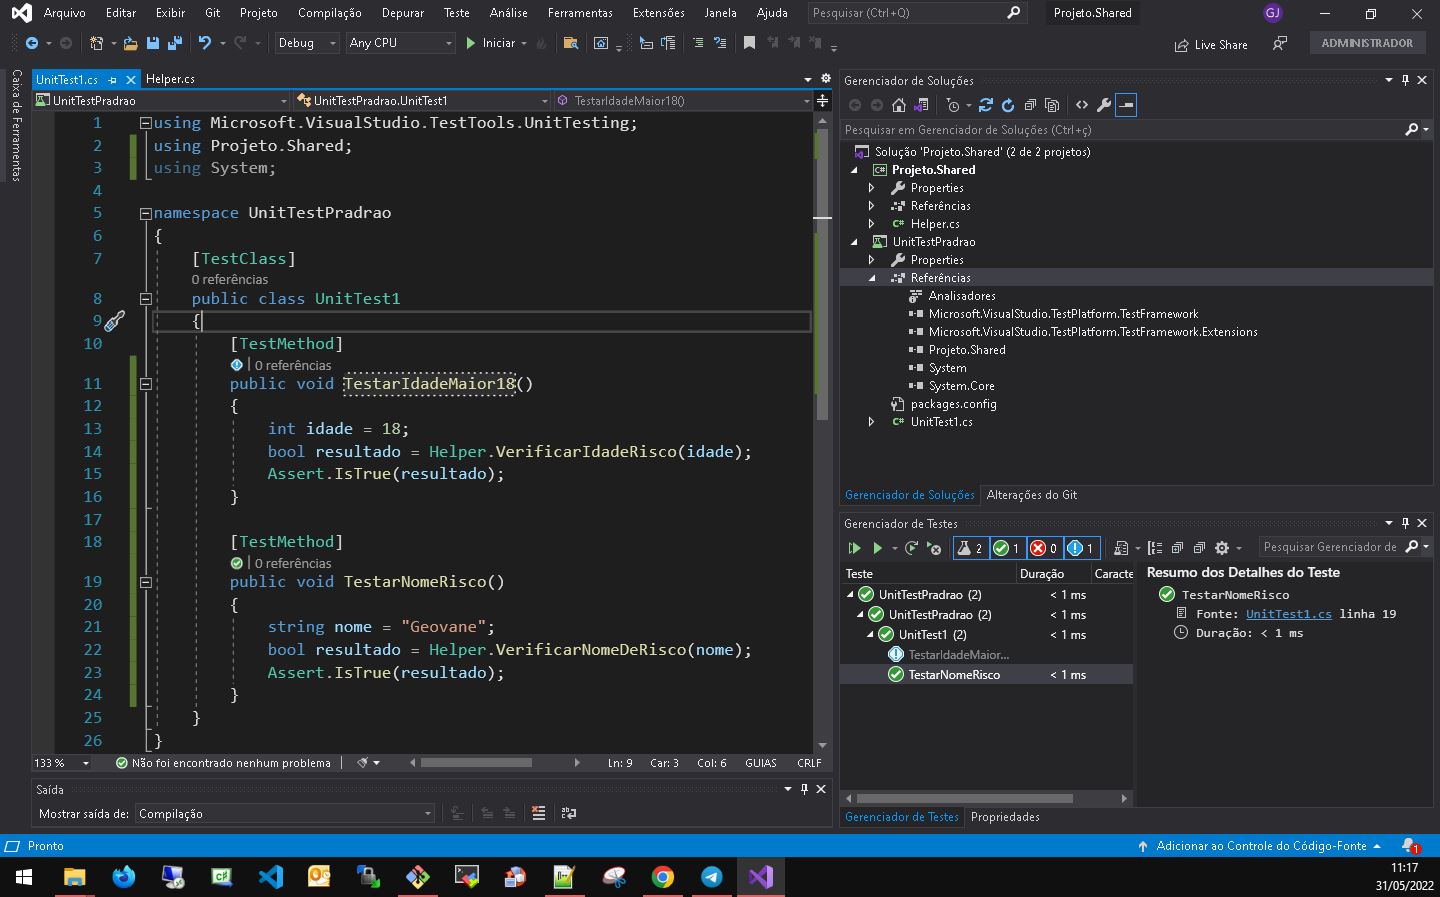 Arquivo Editar Exibir Git Projeto Compilação Depurar Teste Análise Ferramentas Extensões Janela Ajuda Pesquisar (Ctrl+Q) Projeto.Shared GJ
Debug Any CPU Iniciar Live Share ADMINISTRADOR
Caixa de Ferramentas
UnitTest1.cs Helper.cs
UnitTestPradrao UnitTestPradrao.UnitTest1 TestarIdadeMaior18()
1 using Microsoft.VisualStudio.TestTools.UnitTesting;
2 using Projeto.Shared;
3 using System;
4
5 namespace UnitTestPradrao
6 {
7 [TestClass]
0 referências
8 public class UnitTest1
9 {
10 [TestMethod]
| 0 referências
11 public void TestarIdadeMaior18()
12 {
13 int idade = 18;
14 bool resultado = Helper.VerificarIdadeRisco(idade);
15 Assert.IsTrue(resultado);
16 }
17
18 [TestMethod]
| 0 referências
19 public void TestarNomeRisco()
20 {
21 string nome = "Geovane";
22 bool resultado = Helper.VerificarNomeDeRisco(nome);
23 Assert.IsTrue(resultado);
24 }
25 }
26 }
133 % Não foi encontrado nenhum problema Ln: 9 Car: 3 Col: 6 GUIAS CRLF
Saída
Mostrar saída de: Compilação
Gerenciador de Soluções
Pesquisar em Gerenciador de Soluções (Ctrl+ç)
Solução 'Projeto.Shared' (2 de 2 projetos)
Projeto.Shared
Properties
Referências
Helper.cs
UnitTestPradrao
Properties
Referências
Analisadores
Microsoft.VisualStudio.TestPlatform.TestFramework
Microsoft.VisualStudio.TestPlatform.TestFramework.Extensions
Projeto.Shared
System
System.Core
packages.config
UnitTest1.cs
Gerenciador de Soluções Alterações do Git
Gerenciador de Testes
2 1 0 1 Pesquisar Gerenciador de
Teste Duração Caracte
UnitTestPradrao (2) < 1 ms
UnitTestPradrao (2) < 1 ms
UnitTest1 (2) < 1 ms
TestarIdadeMaior...
TestarNomeRisco < 1 ms
Resumo dos Detalhes do Teste
TestarNomeRisco
Fonte: UnitTest1.cs linha 19
Duração: < 1 ms
Gerenciador de Testes Propriedades
Pronto Adicionar ao Controle do Código-Fonte 1
11:17
31/05/2022